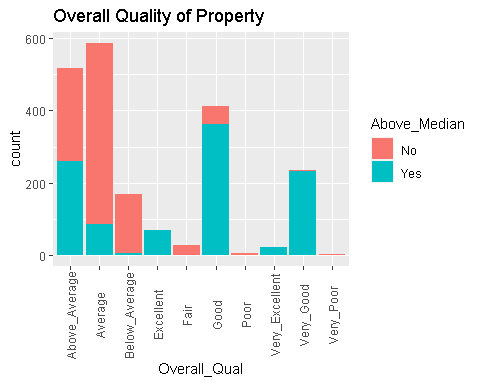 Overall Quality of Property
600
400
200
0
count
Above_Average
Average
Below_Average
Excellent
Fair
Good
Poor
Very_Excellent
Very_Good
Very_Poor
Overall_Qual
Above_Median
No
Yes